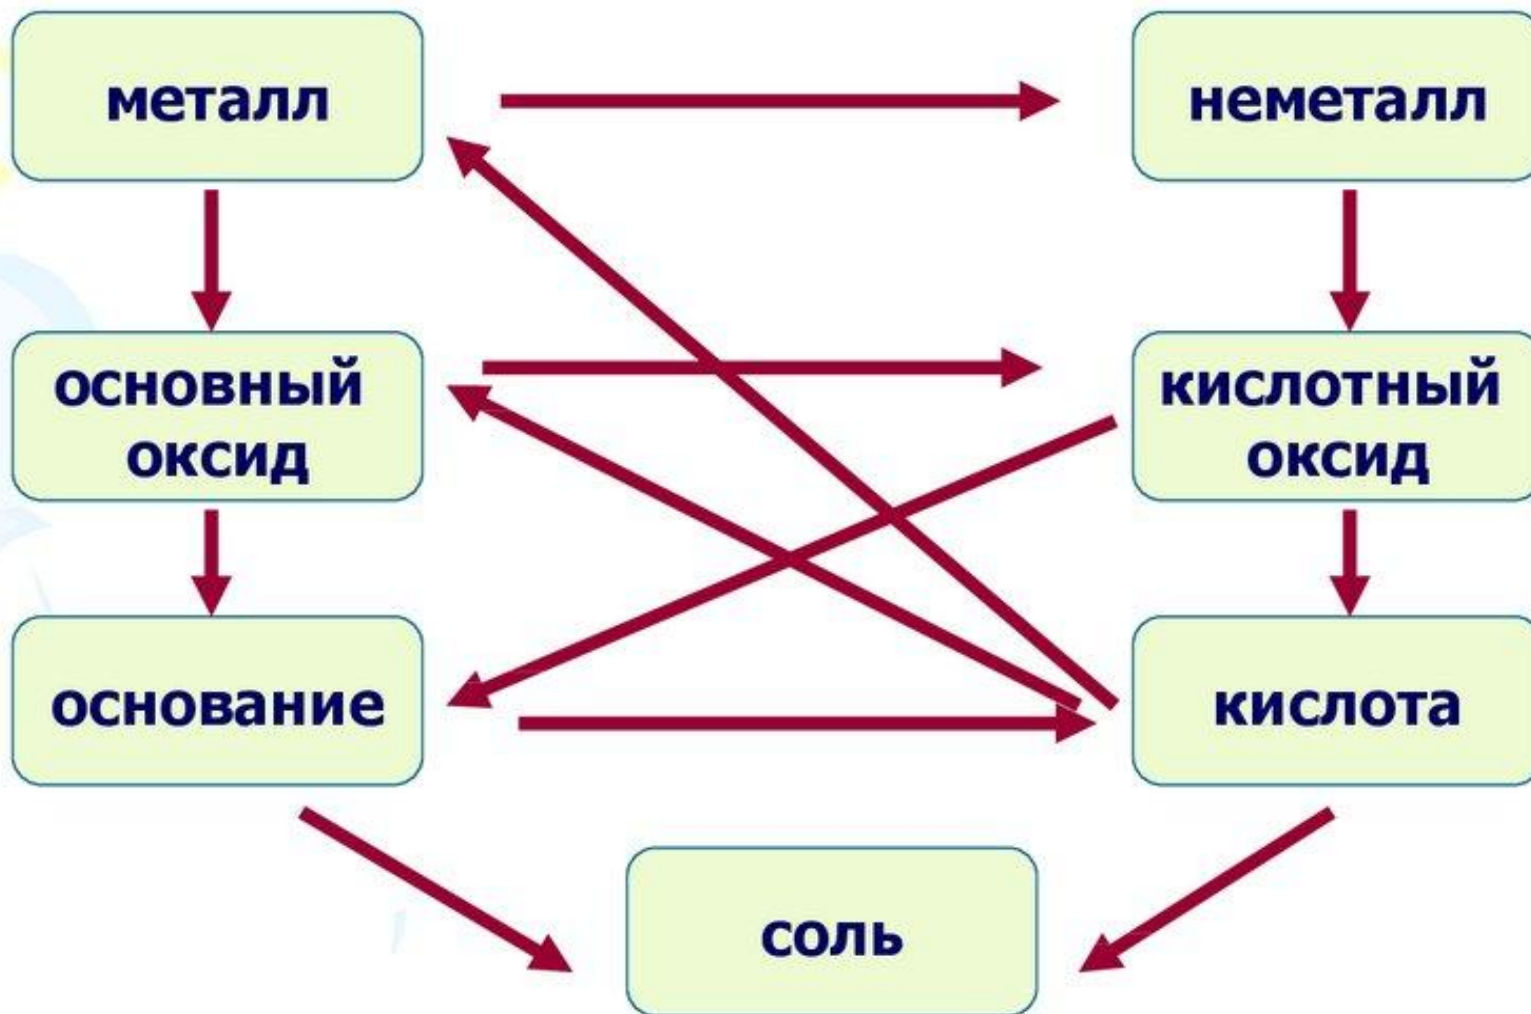 металл
неметалл
основный
оксид
кислотный
оксид
основание
кислота
соль